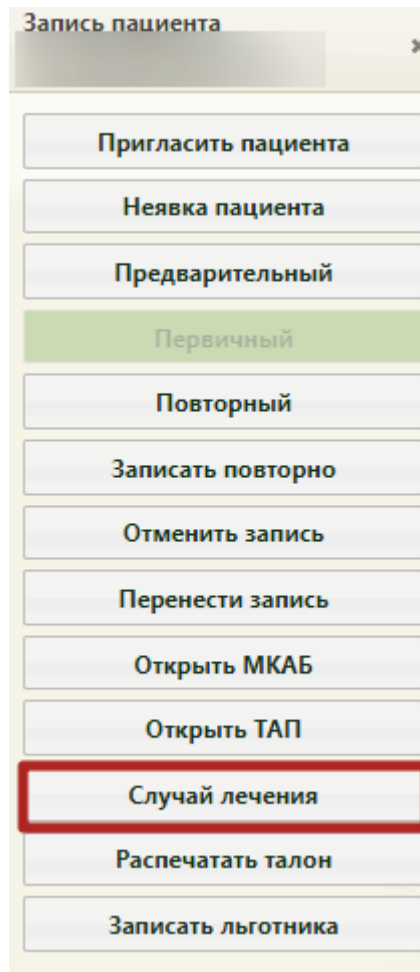 Запись пациента
Пригласить пациента
Неявка пациента
Предварительный
Первичный
Повторный
Записать повторно
Отменить запись
Перенести запись
Открыть МКАБ
Открыть ТАП
Случай лечения
Распечатать талон
Записать льготника